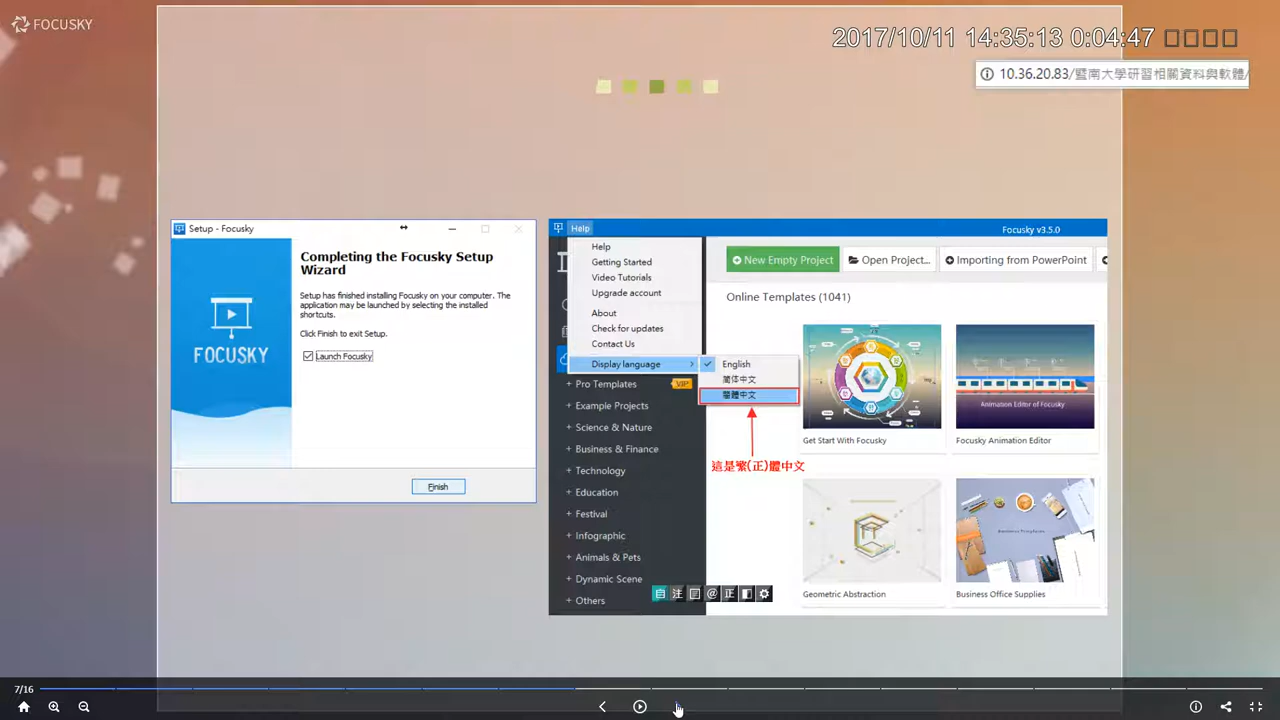 FOCUSKY
2017/10/11 14:35:13 0:04:47
10.36.20.83/暨南大學研習相關資料與軟體/
Setup - Focusky
Completing the Focusky Setup
Wizard
Setup has finished installing Focusky on your computer. The
application may be launched by selecting the installed
shortcuts.
Click Finish to exit Setup.
Launch Focusky
FOCUSKY
Finish
Help
Focusky v3.5.0
Help
Getting Started
Video Tutorials
Upgrade account
About
Check for updates
Contact Us
Display language
English
简体中文
繁體中文
這是繁(正)體中文
New Empty Project
Open Project...
Importing from PowerPoint
Online Templates (1041)
Pro Templates
VIP
Example Projects
Science & Nature
Business & Finance
Technology
Education
Festival
Infographic
Animals & Pets
Dynamic Scene
Others
Animation Editor of Focusky
Get Start With Focusky
Focusky Animation Editor
Geometric Abstraction
Business Office Supplies
注
@
正
7/16